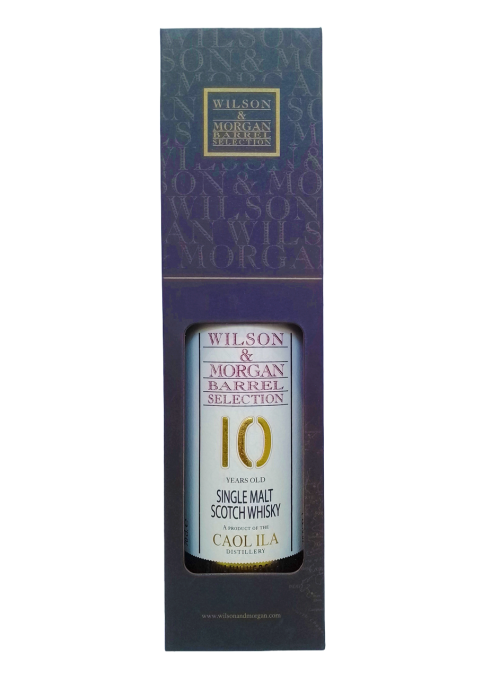 WILSON
&
MORGAN
BARREL
SELECTION
WILSON
&
MORGAN
BARREL
SELECTION
10
YEARS OLD
SINGLE MALT
SCOTCH WHISKY
A PRODUCT OF THE
CAOL ILA
DISTILLERY
www.wilsonandmorgan.com